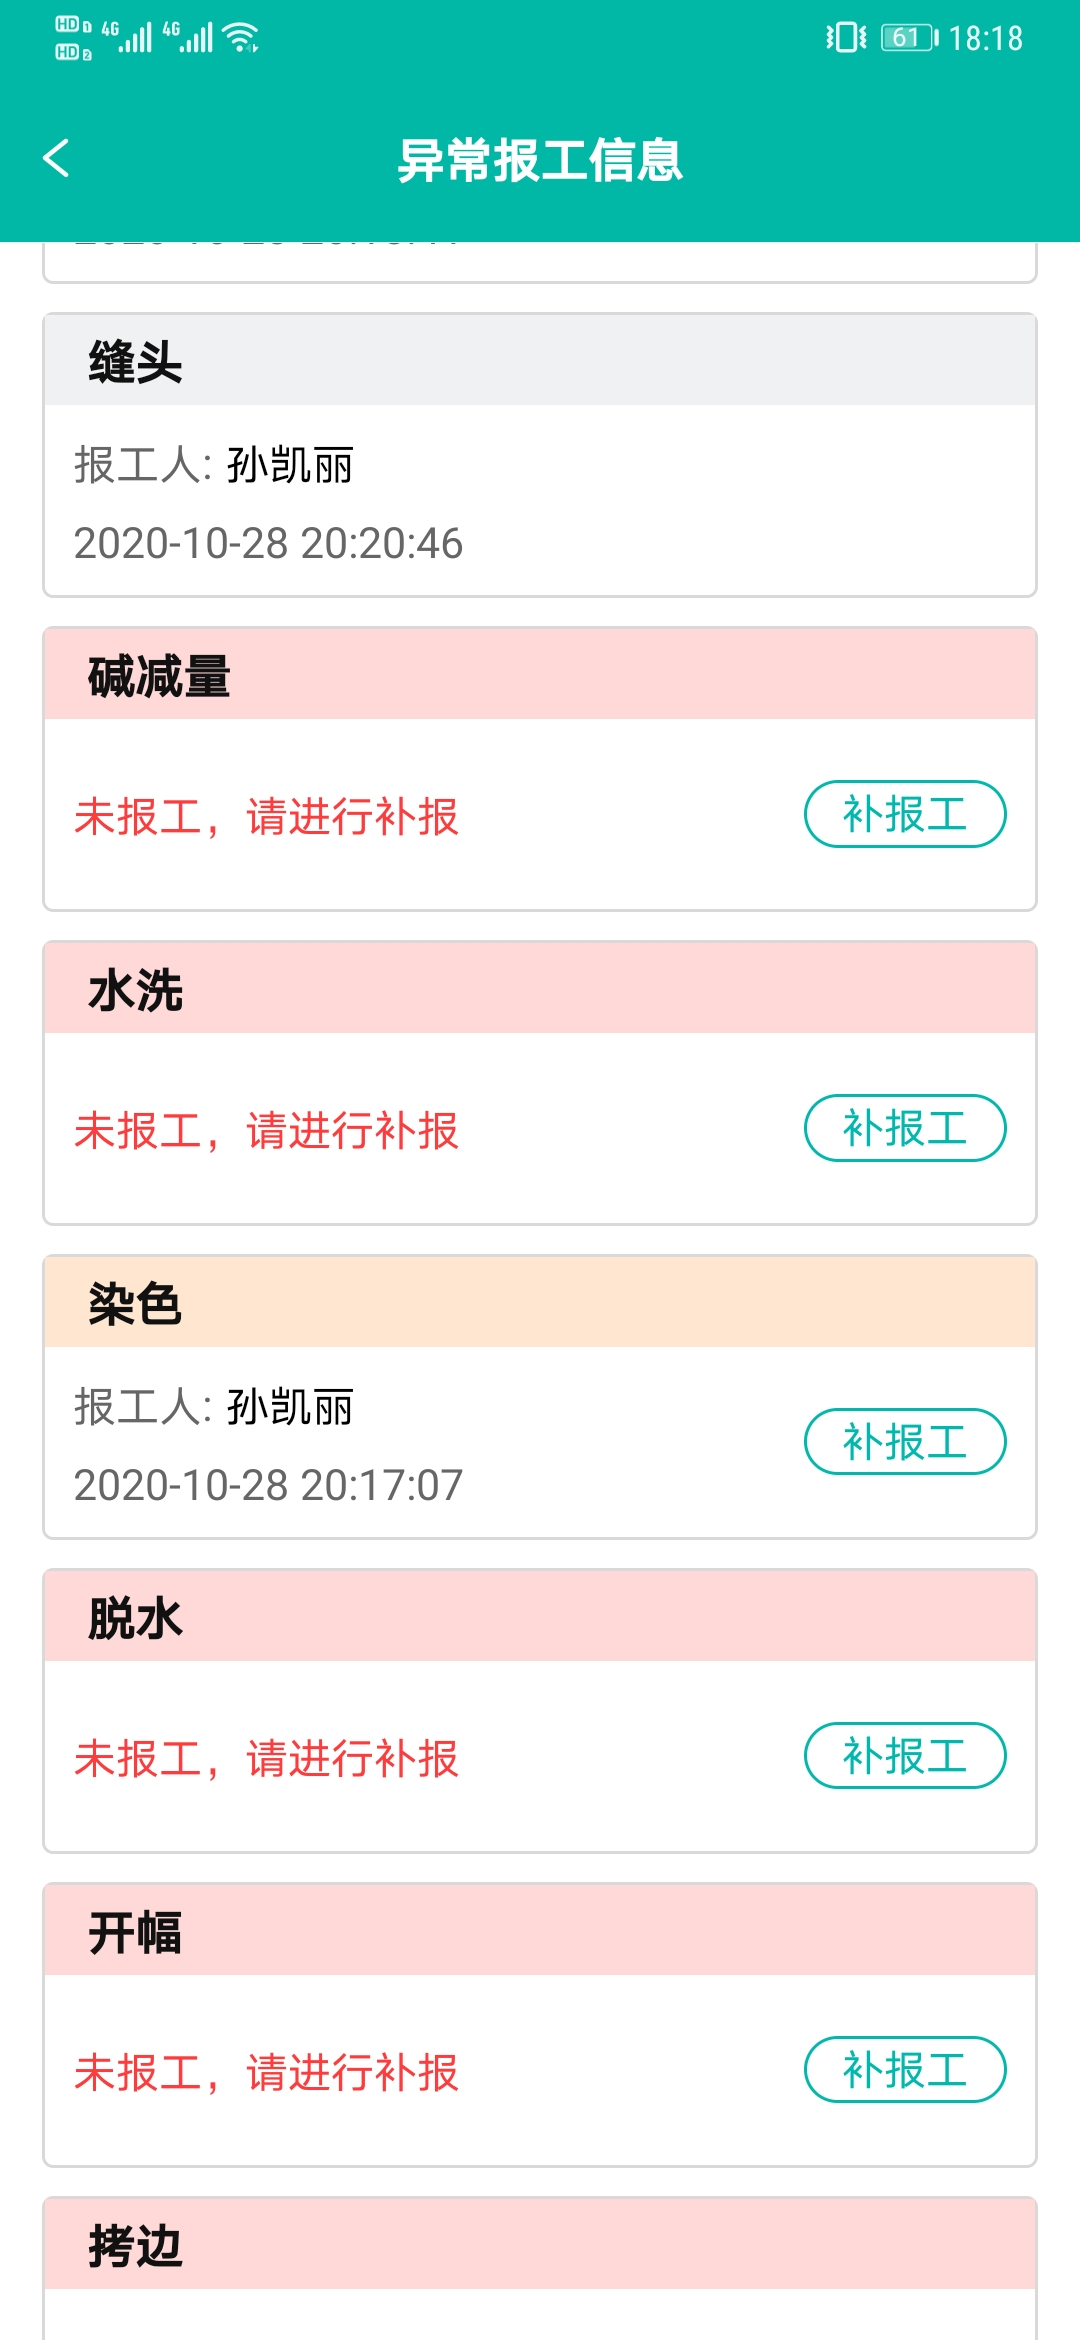 HD 1 4G 4G
HD 2
61 18:18
异常报工信息
缝头
报工人: 孙凯丽
2020-10-28 20:20:46
碱减量
未报工，请进行补报
补报工
水洗
未报工，请进行补报
补报工
染色
报工人: 孙凯丽
2020-10-28 20:17:07
补报工
脱水
未报工，请进行补报
补报工
开幅
未报工，请进行补报
补报工
拷边